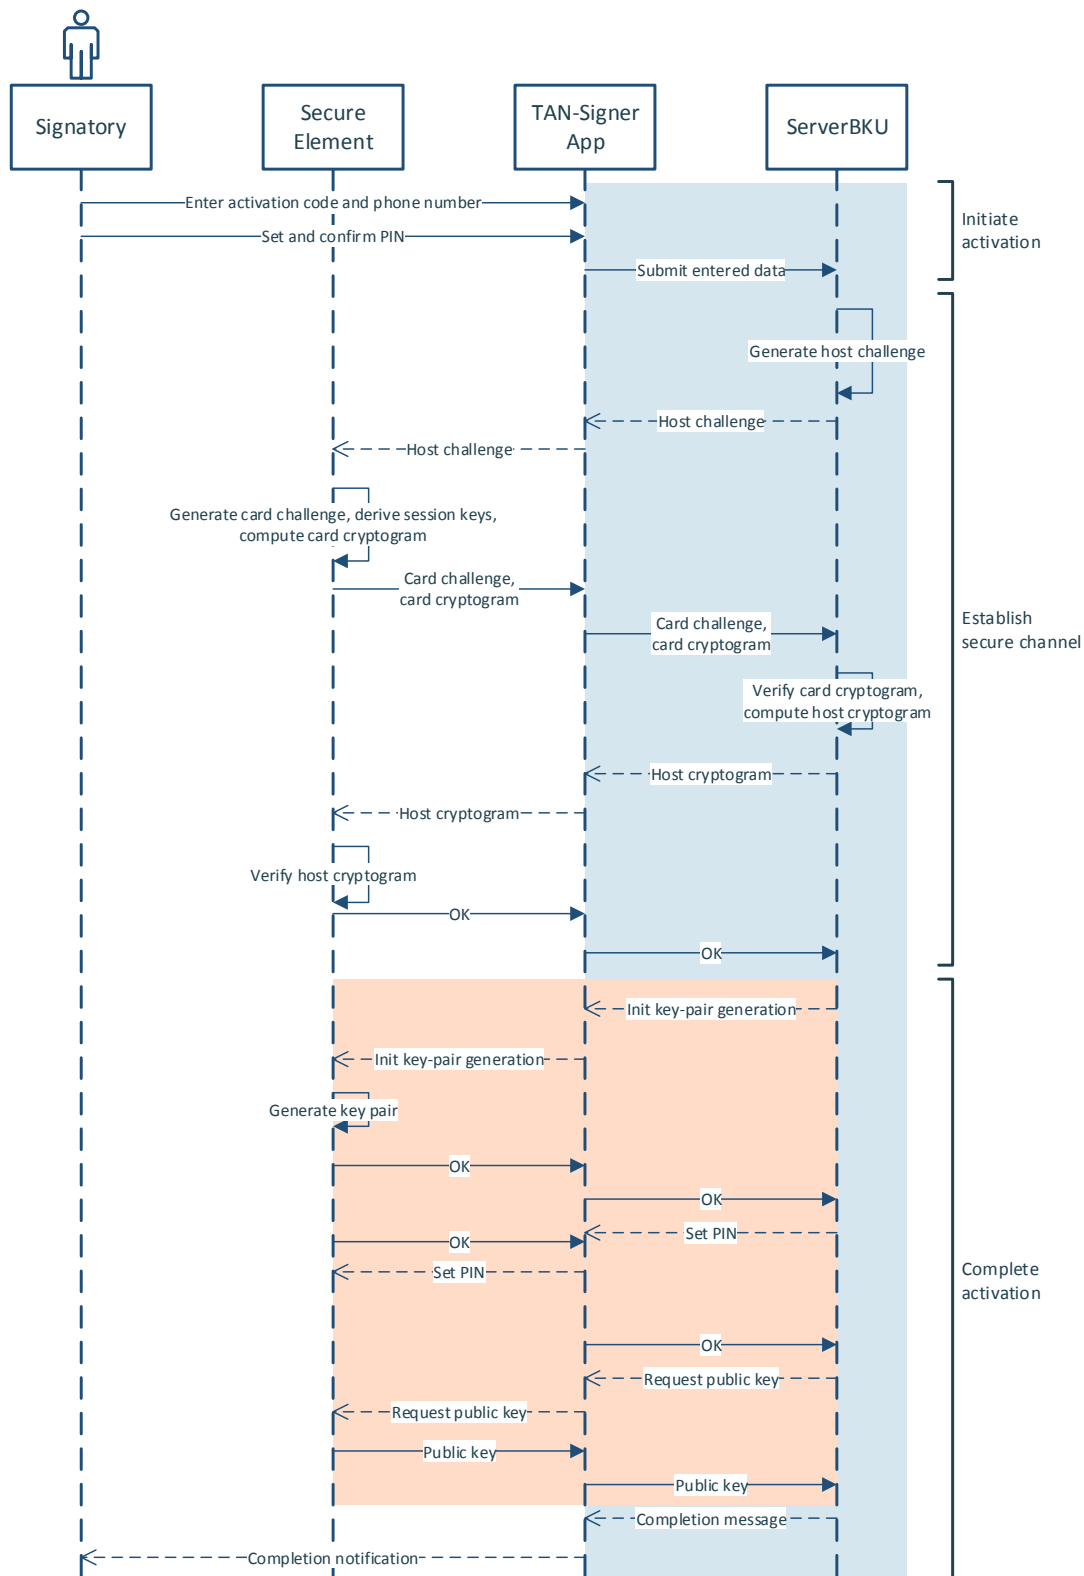 Signatory
Secure
Element
TAN-Signer
App
ServerBKU
Enter activation code and phone number
Set and confirm PIN
Submit entered data
Initiate
activation
Generate host challenge
Host challenge
Host challenge
Generate card challenge, derive session keys,
compute card cryptogram
Card challenge,
card cryptogram
Card challenge,
card cryptogram
Establish
secure channel
Verify card cryptogram,
compute host cryptogram
Host cryptogram
Host cryptogram
Verify host cryptogram
OK
OK
Init key-pair generation
Init key-pair generation
Generate key pair
OK
OK
Set PIN
OK
Set PIN
Complete
activation
OK
Request public key
Request public key
Public key
Public key
Completion message
Completion notification